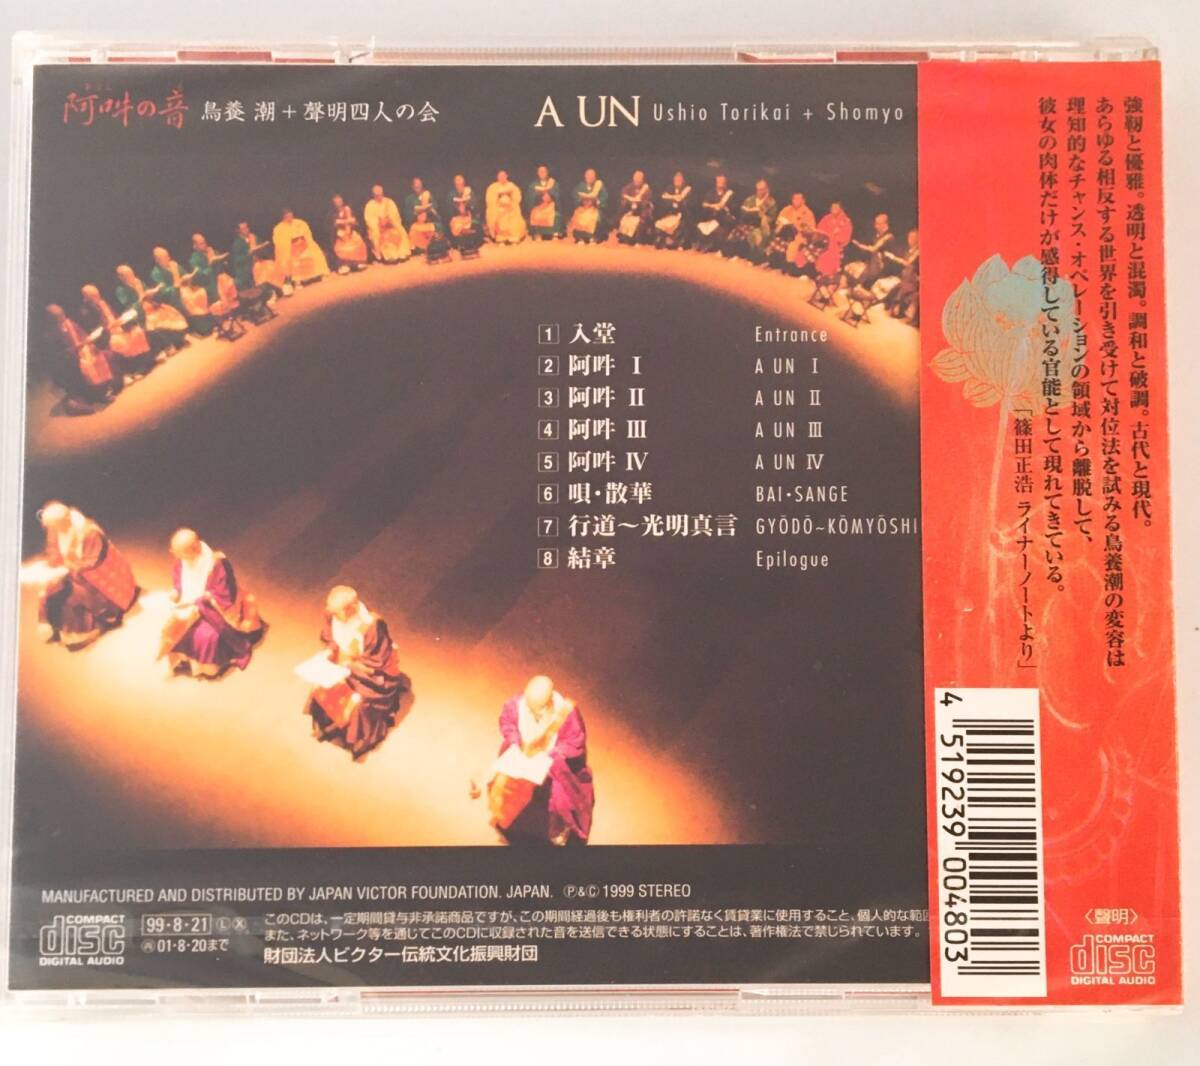 阿吽の音 鳥養 潮＋聲明四人の会
A UN Ushio Torikai + Shomyo
1 入堂 Entrance
2 阿吽 Ⅰ A UN Ⅰ
3 阿吽 Ⅱ A UN Ⅱ
4 阿吽 Ⅲ A UN Ⅲ
5 阿吽 Ⅳ A UN Ⅳ
6 唄・散華 BAI・SANGE
7 行道〜光明真言 GYŌDŌ~KŌMYŌSHI
8 結章 Epilogue
強靭と優雅。透明と混濁。調和と破調。古代と現代。
あらゆる相反する世界を引き受けて対位法を試みる鳥養潮の変容は
理知的なチャンス・オペレーションの領域から離脱して、
彼女の肉体だけが感得している官能として現れてきている。
「篠田正浩 ライナーノートより」
4 519239 004803
〈聲明〉
COMPACT
disc
DIGITAL AUDIO
MANUFACTURED AND DISTRIBUTED BY JAPAN VICTOR FOUNDATION. JAPAN. Ⓟ&Ⓒ 1999 STEREO
COMPACT
disc
DIGITAL AUDIO
99・8・21 Ⓛ Ⓧ
01・8・20まで
このCDは、一定期間貸与非承諾商品ですが、この期間経過後も権利者の許諾なく賃貸業に使用すること、個人的な範囲
また、ネットワーク等を通じてこのCDに収録された音を送信できる状態にすることは、著作権法で禁じられています。
財団法人ビクター伝統文化振興財団